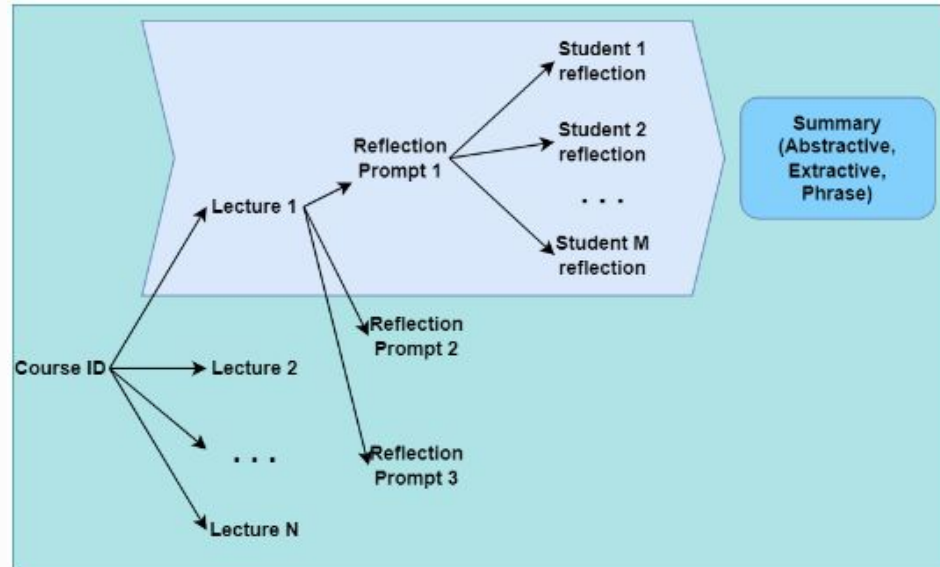 Student 1
reflection
Student 2
reflection
. . .
Student M
reflection
Summary
(Abstractive,
Extractive,
Phrase)
Reflection
Prompt 1
Lecture 1
Reflection
Prompt 2
Course ID
Lecture 2
. . .
Reflection
Prompt 3
Lecture N